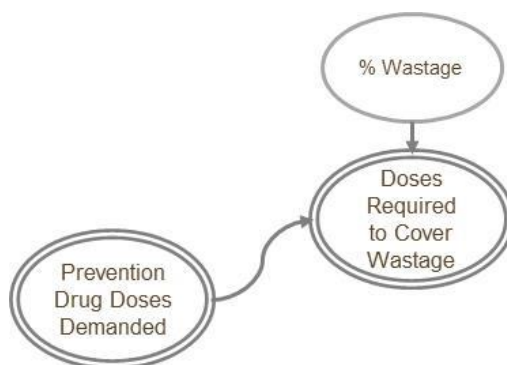 % Wastage
Doses
Required
to Cover
Wastage
Prevention
Drug Doses
Demanded